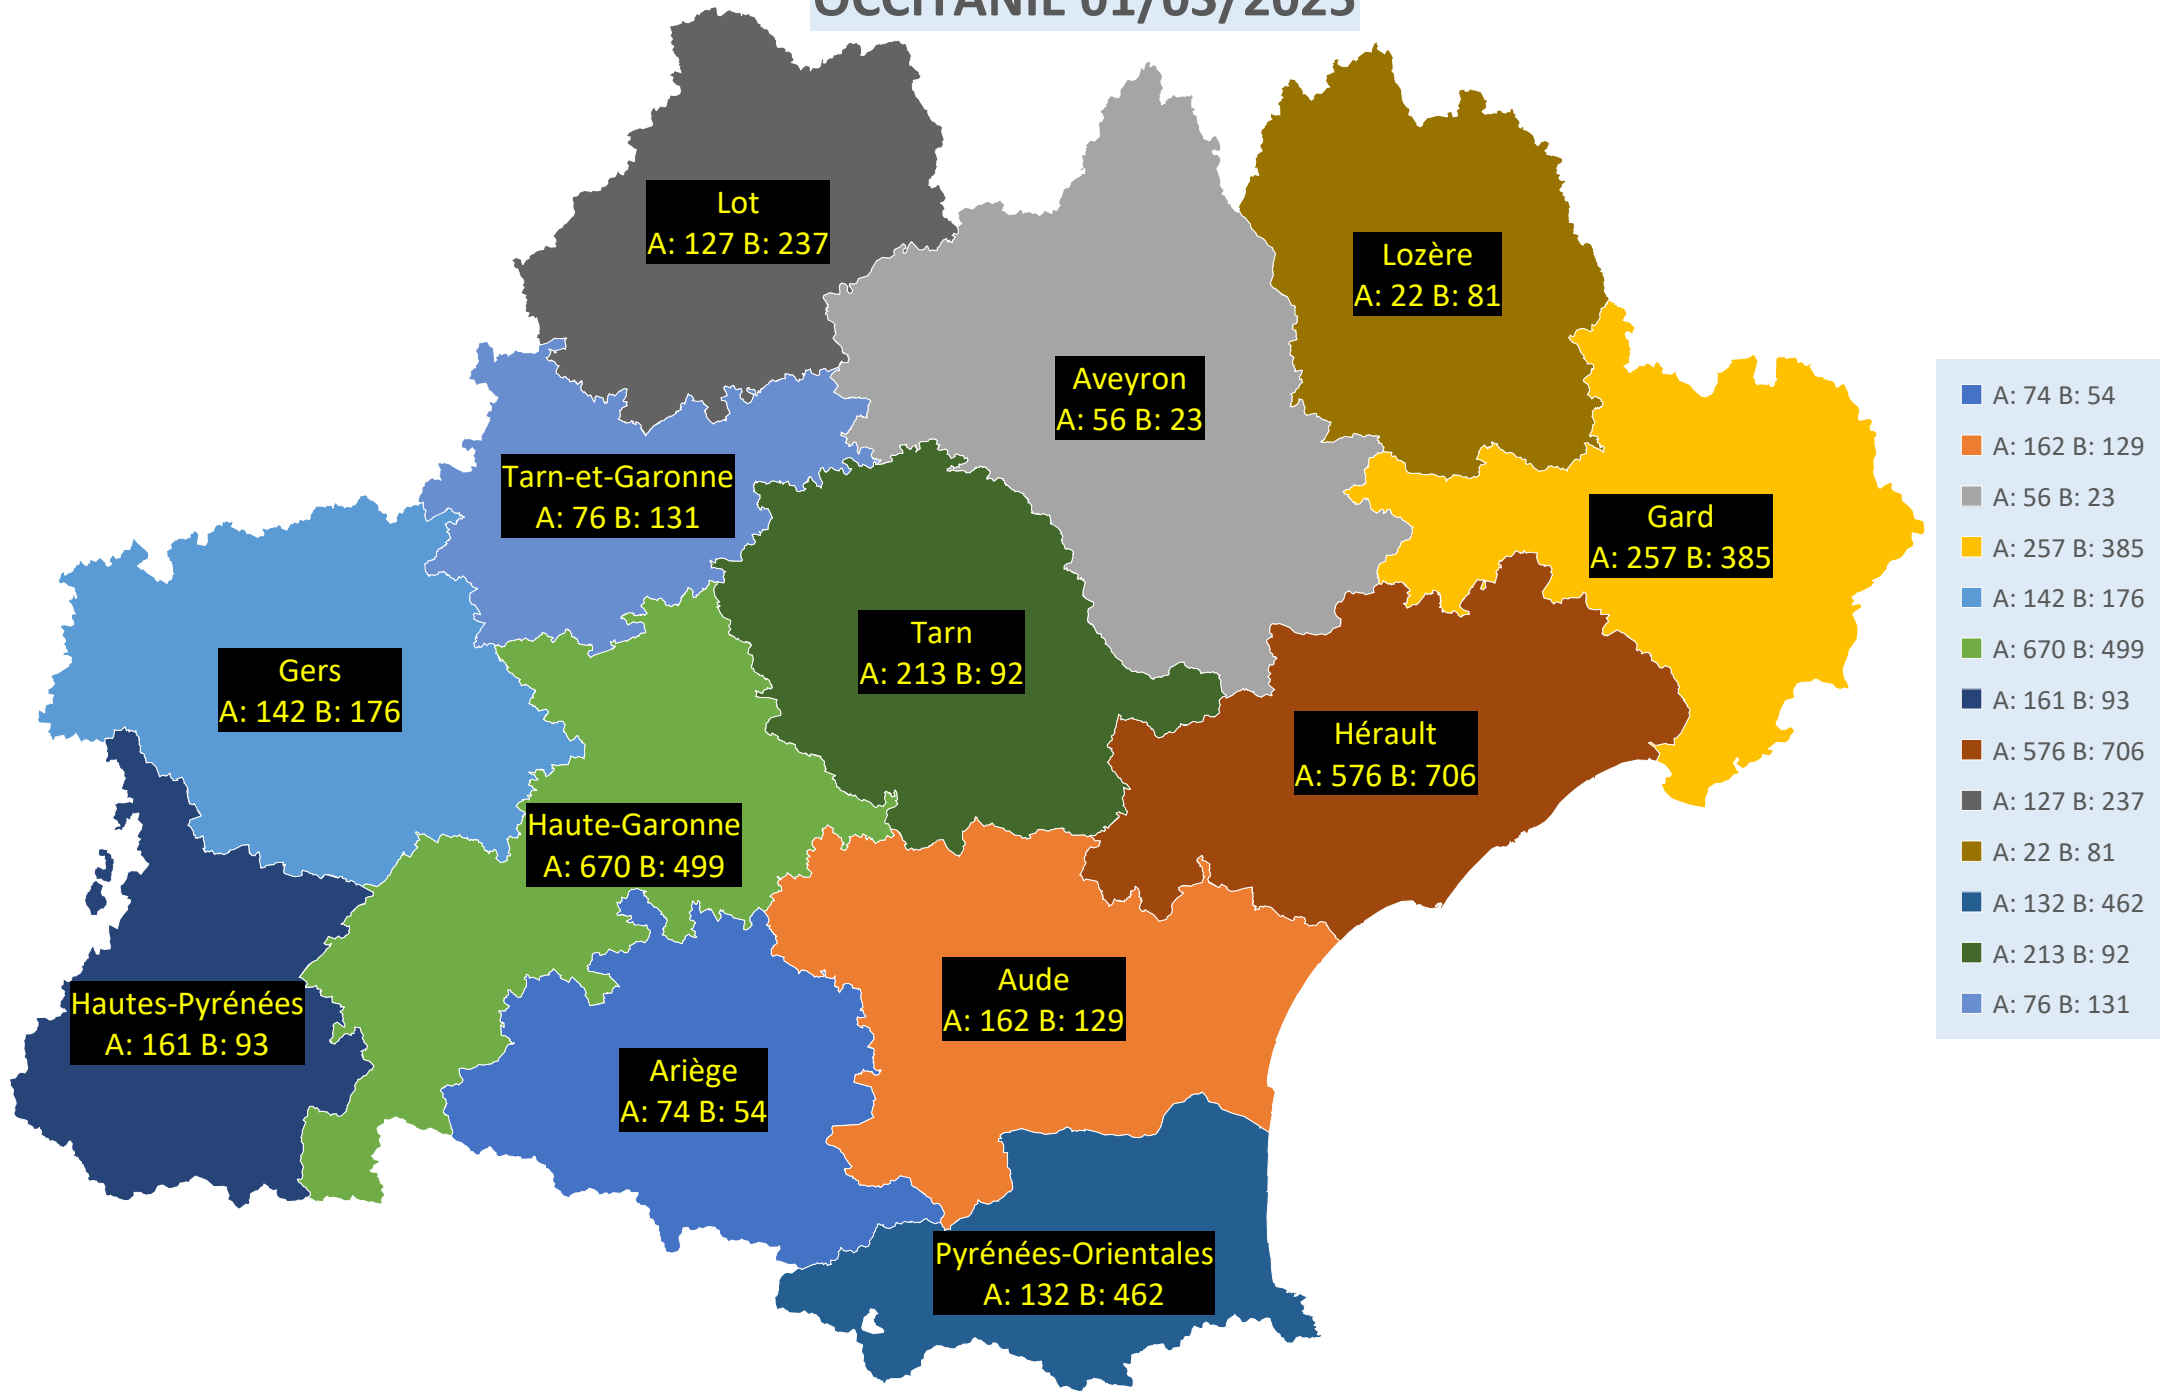 OCCITANIE 01/03/2025
Lot
A: 127 B: 237
Lozère
A: 22 B: 81
Aveyron
A: 56 B: 23
Tarn-et-Garonne
A: 76 B: 131
Gard
A: 257 B: 385
Tarn
A: 213 B: 92
Gers
A: 142 B: 176
Hérault
A: 576 B: 706
Haute-Garonne
A: 670 B: 499
Aude
A: 162 B: 129
Hautes-Pyrénées
A: 161 B: 93
Ariège
A: 74 B: 54
Pyrénées-Orientales
A: 132 B: 462
A: 74 B: 54
A: 162 B: 129
A: 56 B: 23
A: 257 B: 385
A: 142 B: 176
A: 670 B: 499
A: 161 B: 93
A: 576 B: 706
A: 127 B: 237
A: 22 B: 81
A: 132 B: 462
A: 213 B: 92
A: 76 B: 131